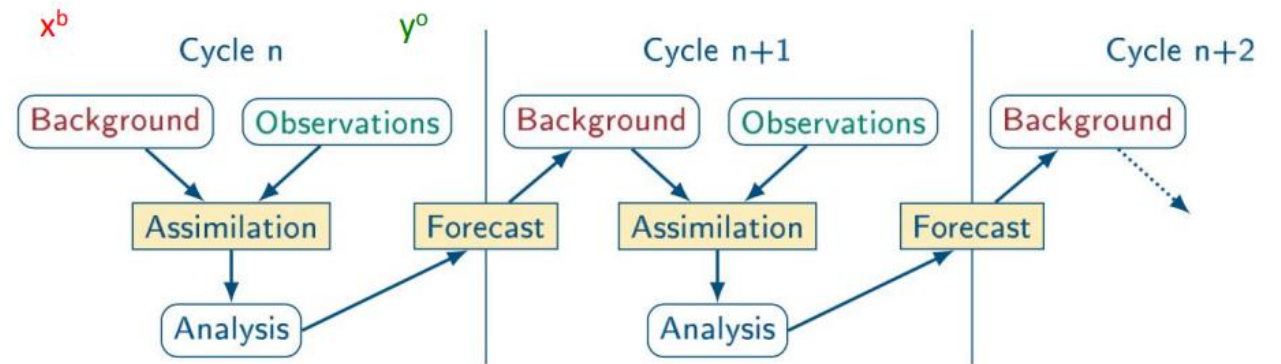 x^b
y^o
Cycle n
Cycle n+1
Cycle n+2
Background
Observations
Background
Observations
Background
Assimilation
Forecast
Assimilation
Forecast
Analysis
Analysis